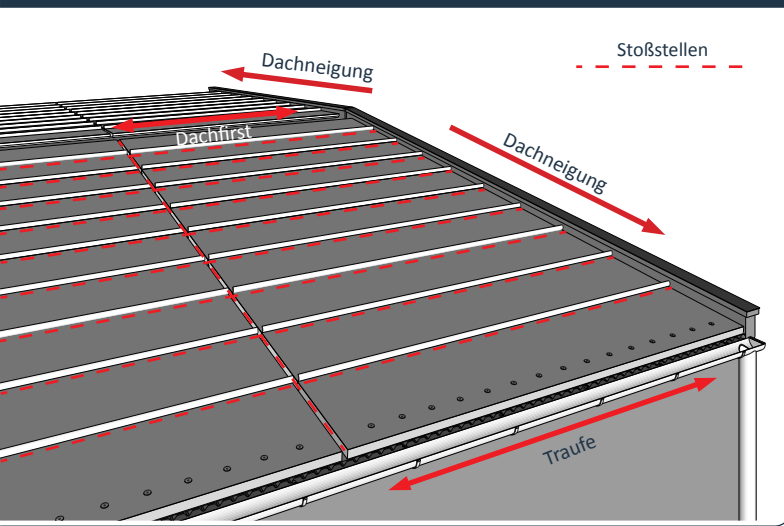 Stoßstellen
Dachneigung
Dachfirst
Dachneigung
Traufe